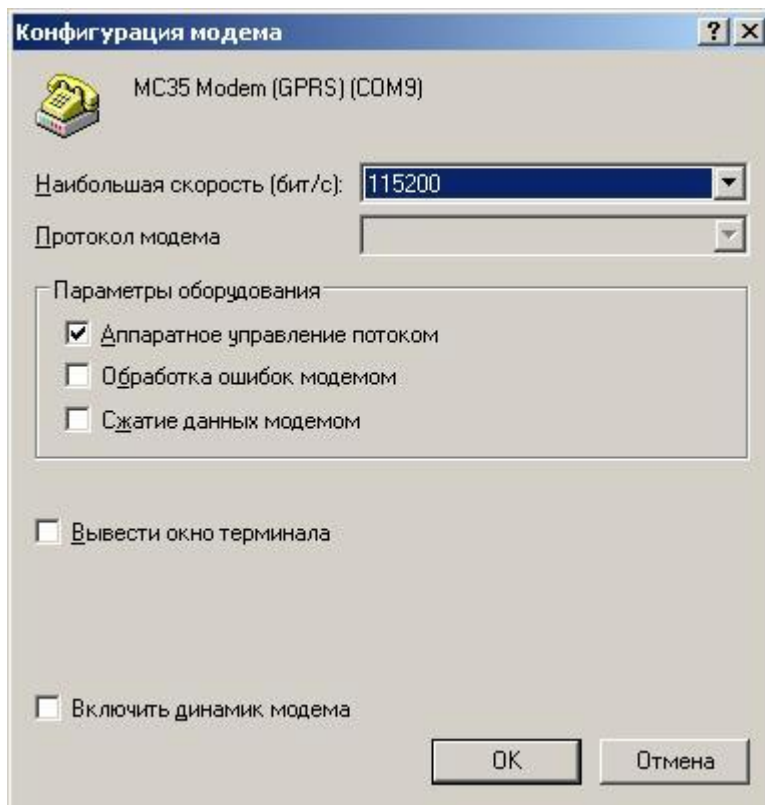 Конфигурация модема
MC35 Modem (GPRS) (COM9)
Наибольшая скорость (бит/с): 115200
Протокол модема
Параметры оборудования
Аппаратное управление потоком
Обработка ошибок модемом
Сжатие данных модемом
Вывести окно терминала
Включить динамик модема
OK Отмена